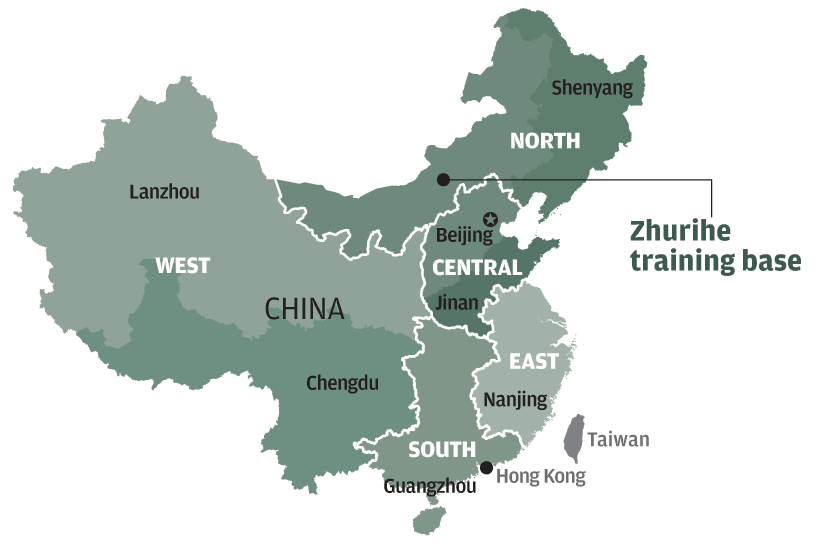 Shenyang
NORTH
Lanzhou
Zhurihe
training base
Beijing
WEST
CENTRAL
CHINA
Jinan
EAST
Chengdu
Nanjing
SOUTH
Taiwan
Hong Kong
Guangzhou